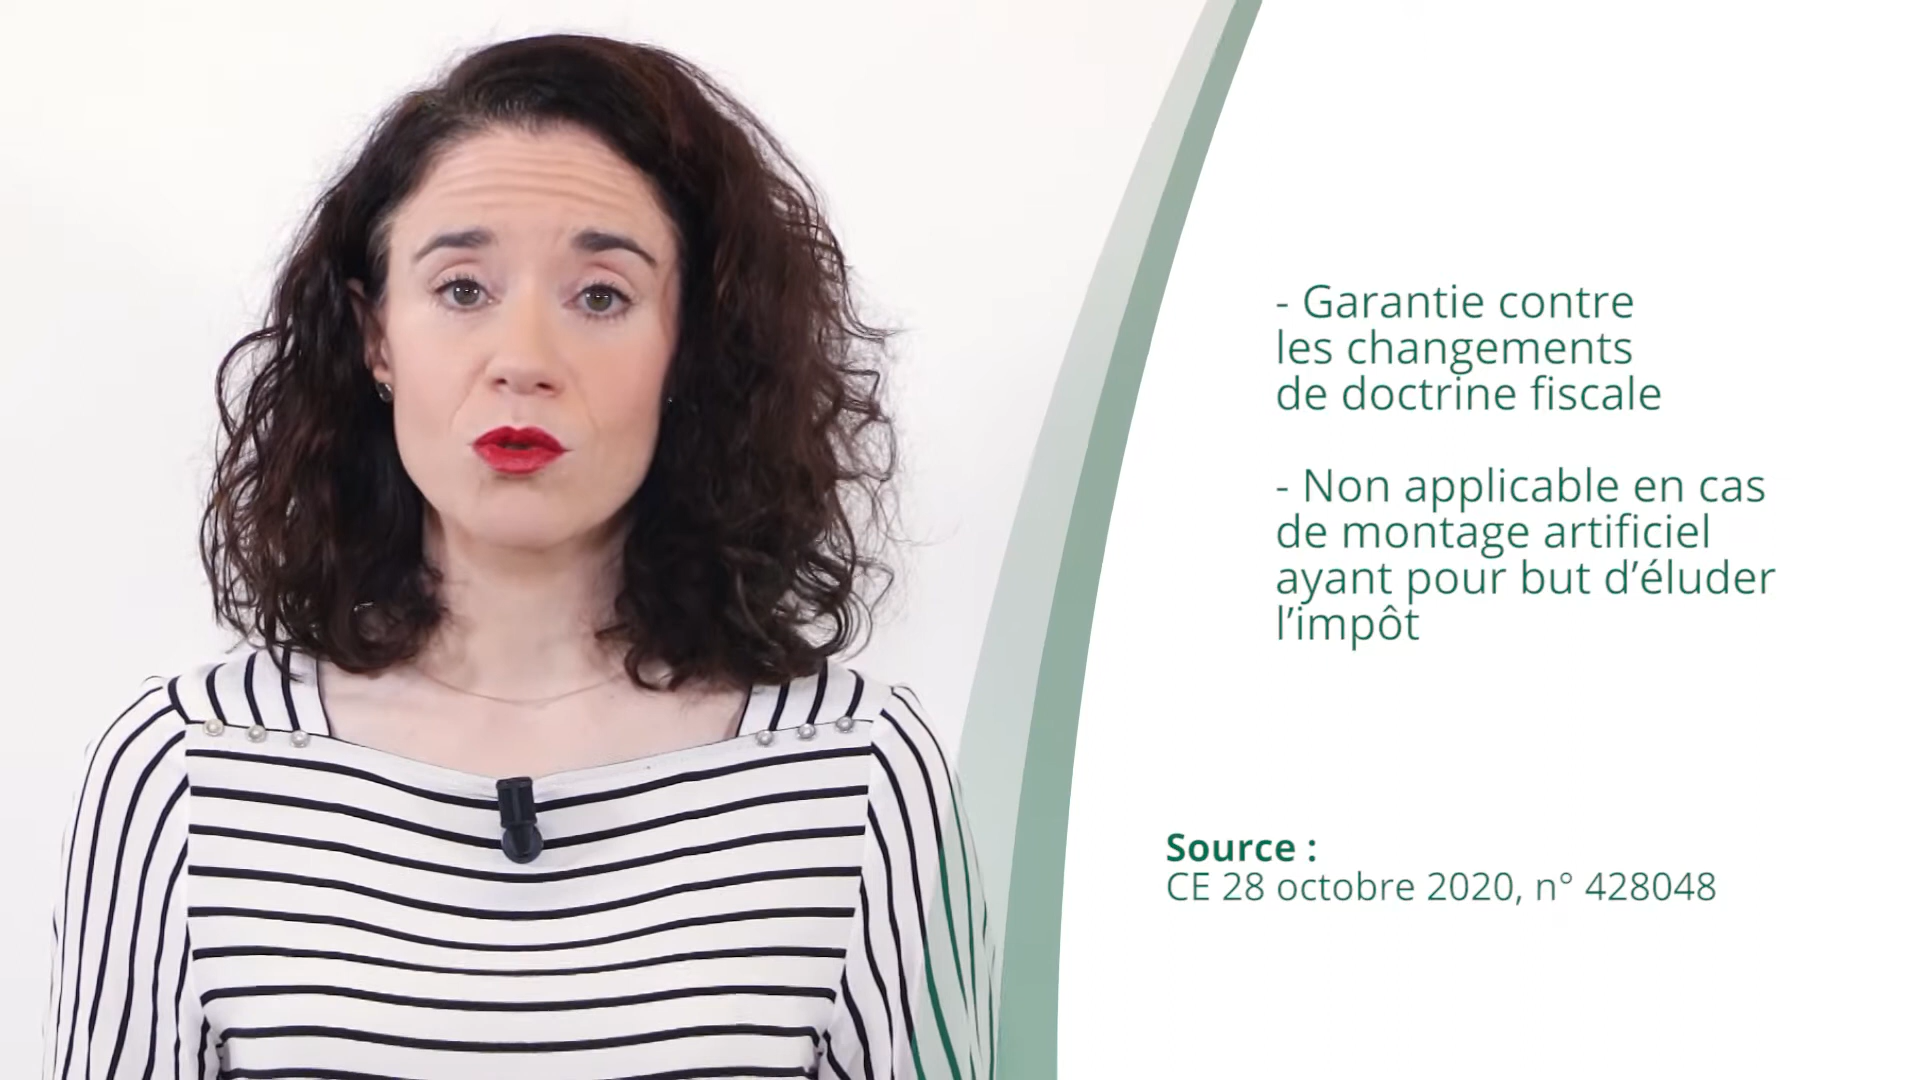 - Garantie contre
les changements
de doctrine fiscale
- Non applicable en cas
de montage artificiel
ayant pour but d’éluder
l’impôt
Source :
CE 28 octobre 2020, n° 428048